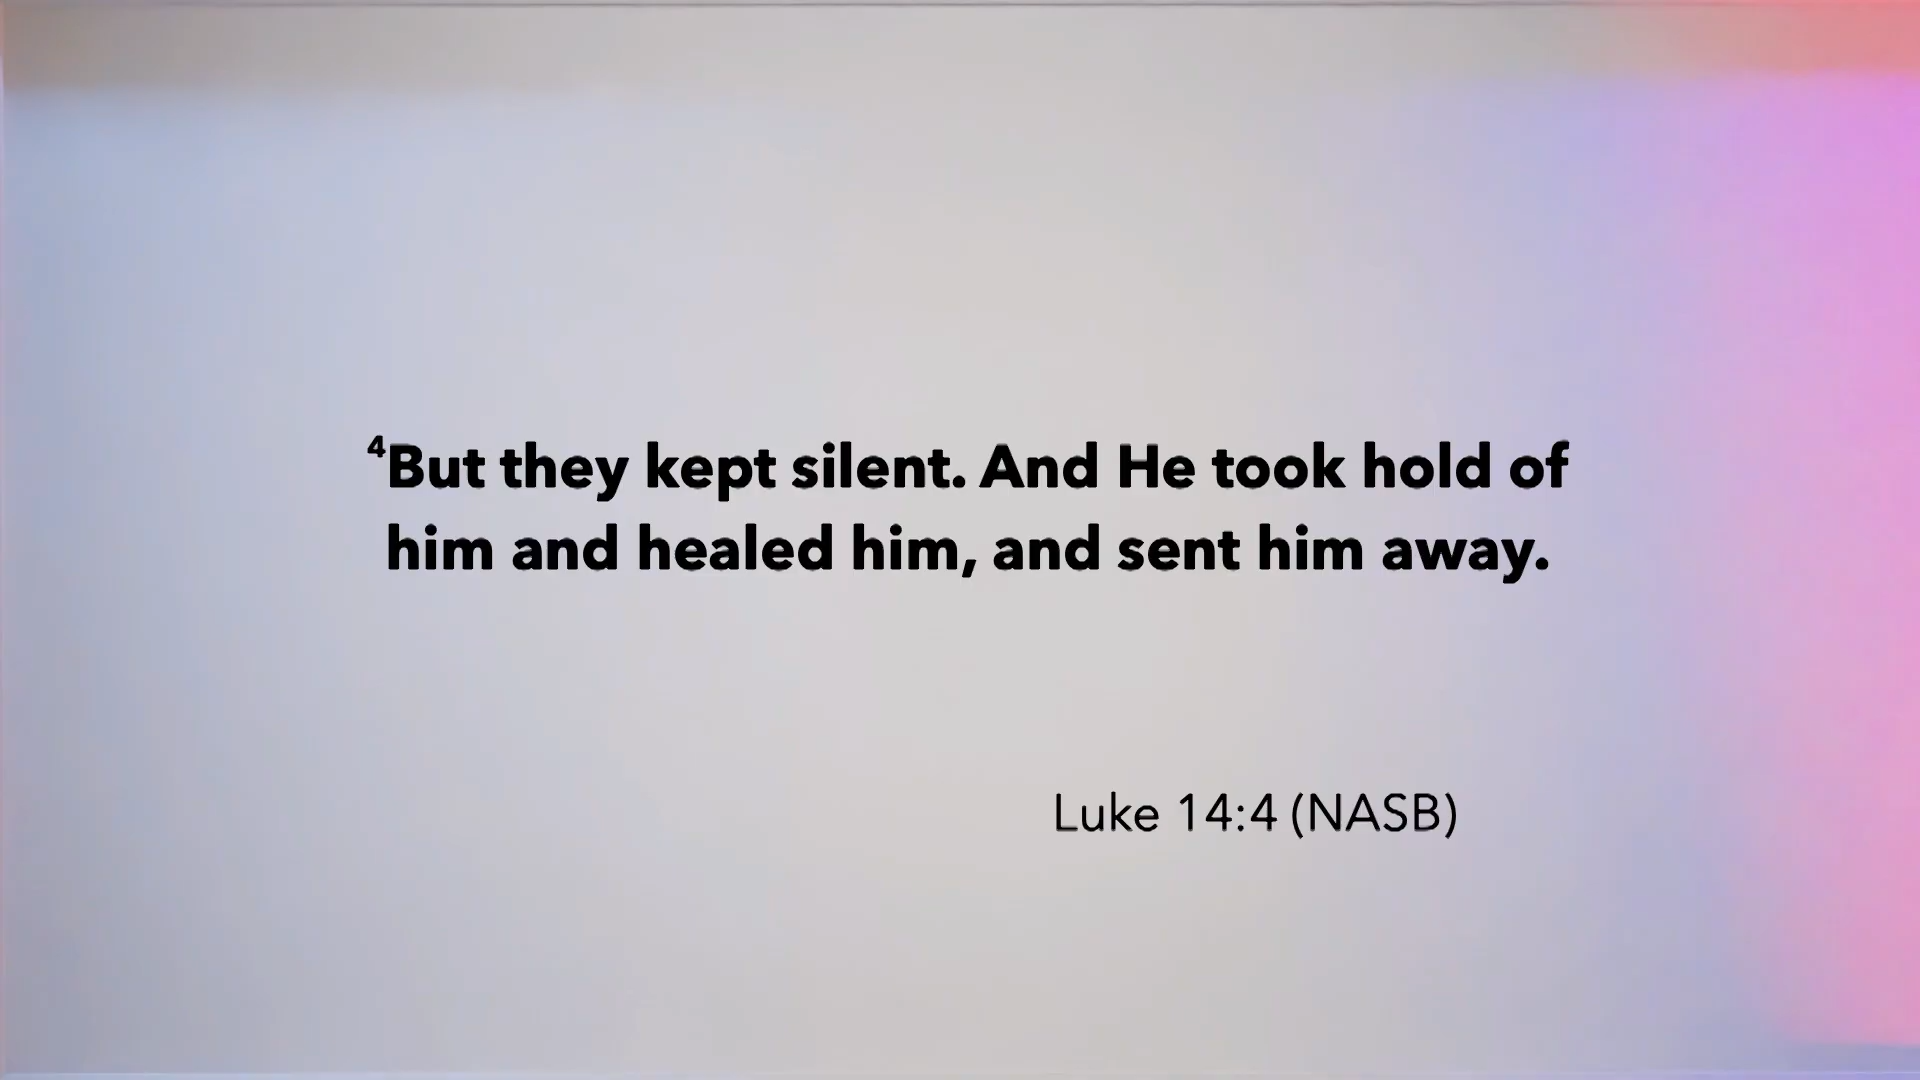 ⁴But they kept silent. And He took hold of
him and healed him, and sent him away.
Luke 14:4 (NASB)